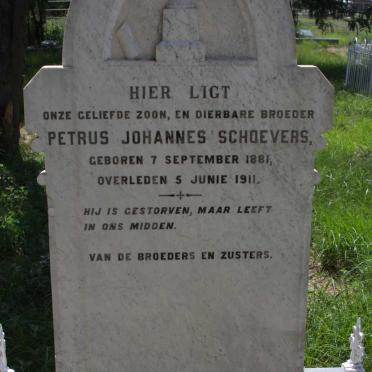 HIER LIGT
ONZE GELIEFDE ZOON, EN DIERBARE BROEDER
PETRUS JOHANNES SCHOEVERS,
GEBOREN 7 SEPTEMBER 1881,
OVERLEDEN 5 JUNIE 1911.
HIJ IS GESTORVEN, MAAR LEEFT
IN ONS MIDDEN.
VAN DE BROEDERS EN ZUSTERS.